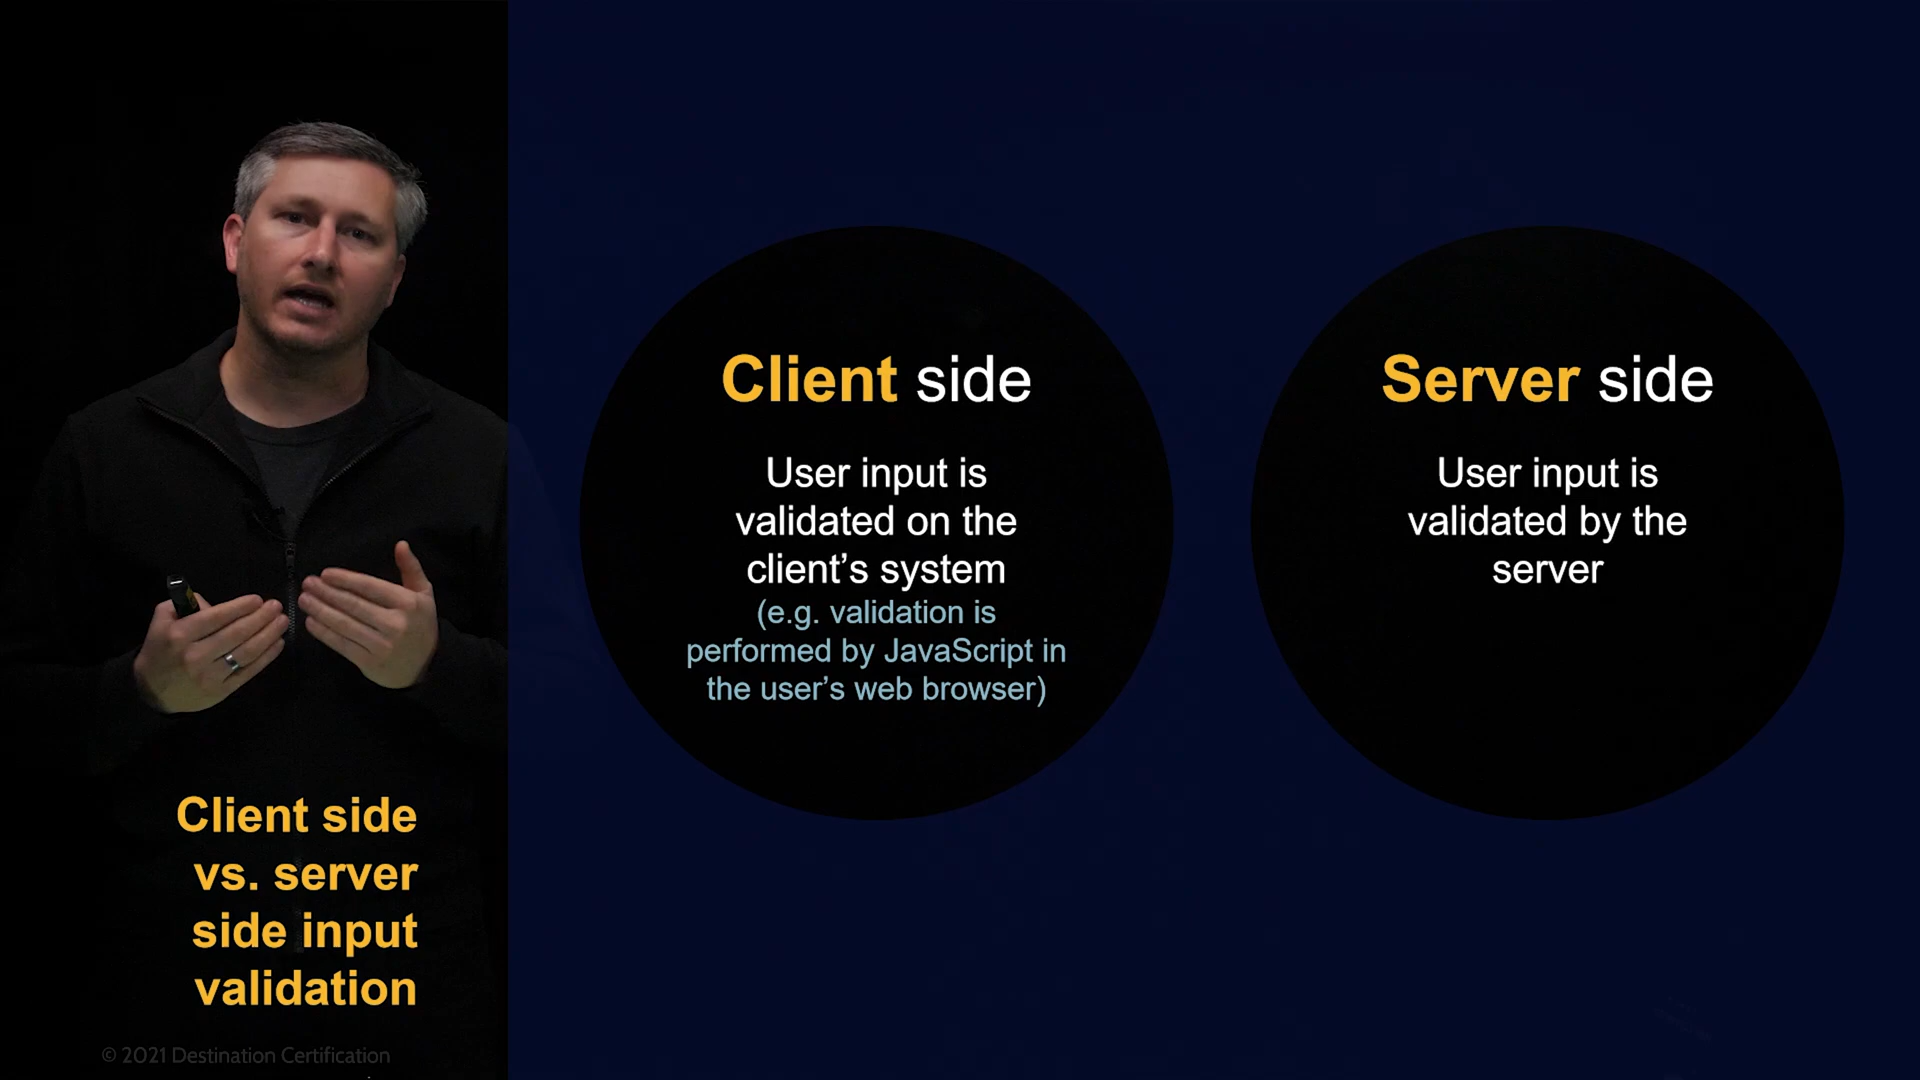 Client side
User input is
validated on the
client’s system
(e.g. validation is
performed by JavaScript in
the user’s web browser)
Server side
User input is
validated by the
server
Client side
vs. server
side input
validation
© 2021 Destination Certification